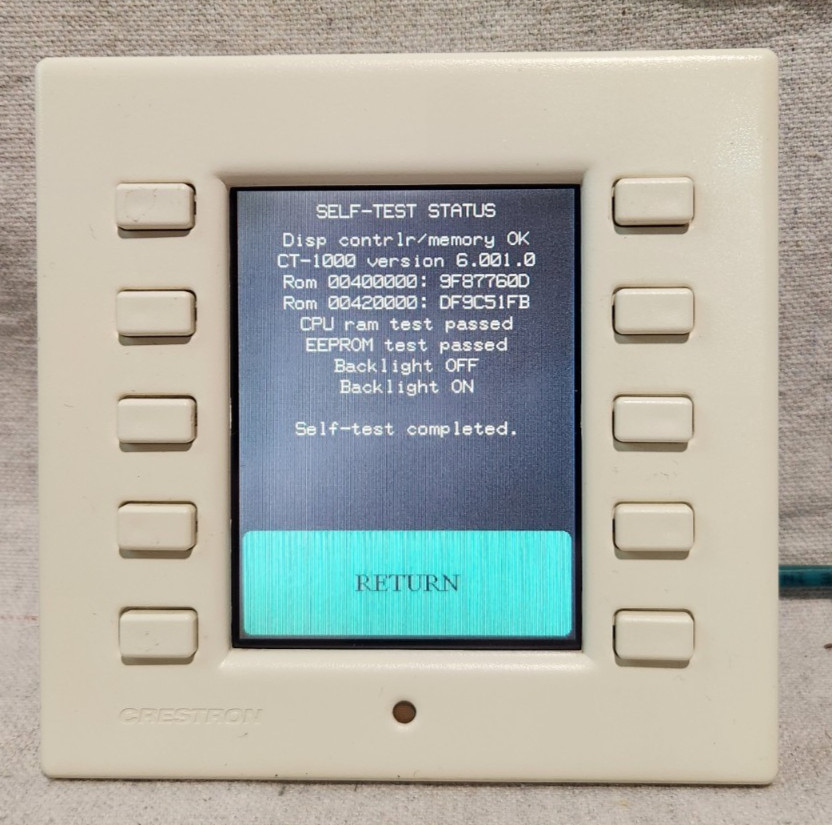 SELF-TEST STATUS
Disp contrlr/memory OK
CT-1000 version 6.001.0
Rom 00400000: 9F87760D
Rom 00420000: DF9C51FB
CPU ram test passed
EEPROM test passed
Backlight OFF
Backlight ON
Self-test completed.
RETURN
CRESTRON